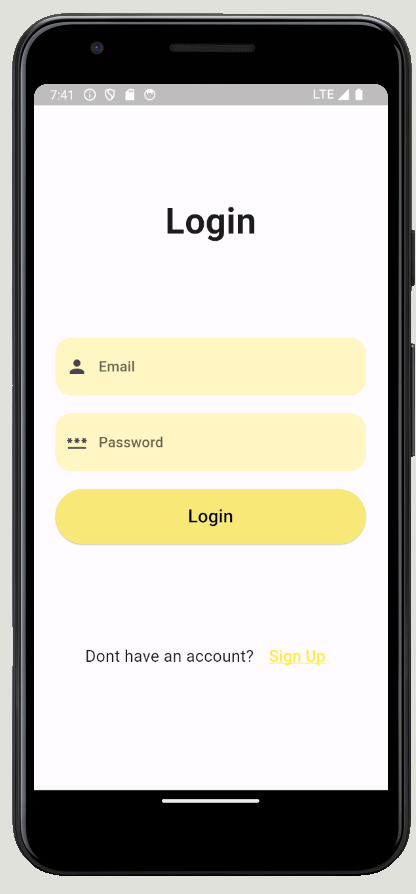 7:41 LTE
Login
Email
*** Password
Login
Dont have an account? Sign Up